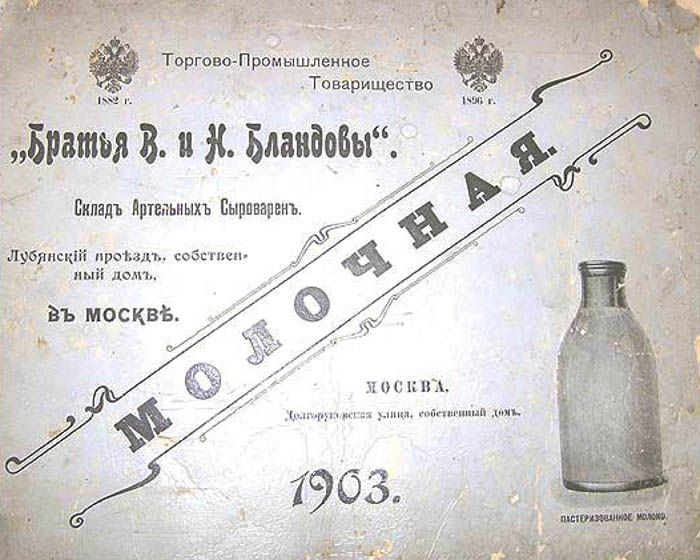 Торгово-Промышленное
Товарищество
1882 г.
1896 г.
„Братья В. и Н. Бландовы“.
Складъ Артельныхъ Сыроваренъ.
Лубянскій проѣздъ, собствен-
ный домъ,
въ МОСКВѢ.
МОЛОЧНАЯ.
МОСКВА,
Долгоруковская улица, собственный домъ.
1903.
ПАСТЕРИЗОВАННОЕ МОЛОКО.